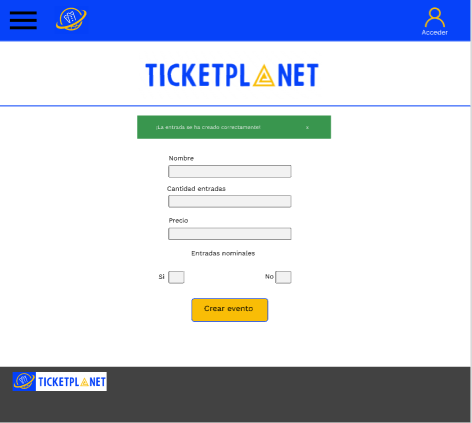 Acceder
TICKETPLANET
¡La entrada se ha creado correctamente! x
Nombre
Cantidad entradas
Precio
Entradas nominales
Si No
Crear evento
TICKETPLANET